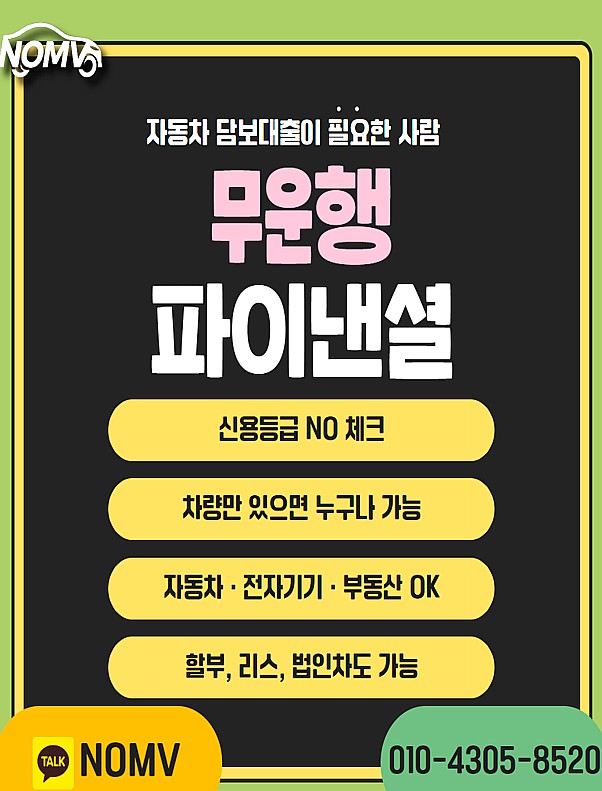 NOMV
자동차 담보대출이 필요한 사람
무운행
파이낸셜
신용등급 NO 체크
차량만 있으면 누구나 가능
자동차 · 전자기기 · 부동산 OK
할부, 리스, 법인차도 가능
TALK NOMV
010-4305-8520